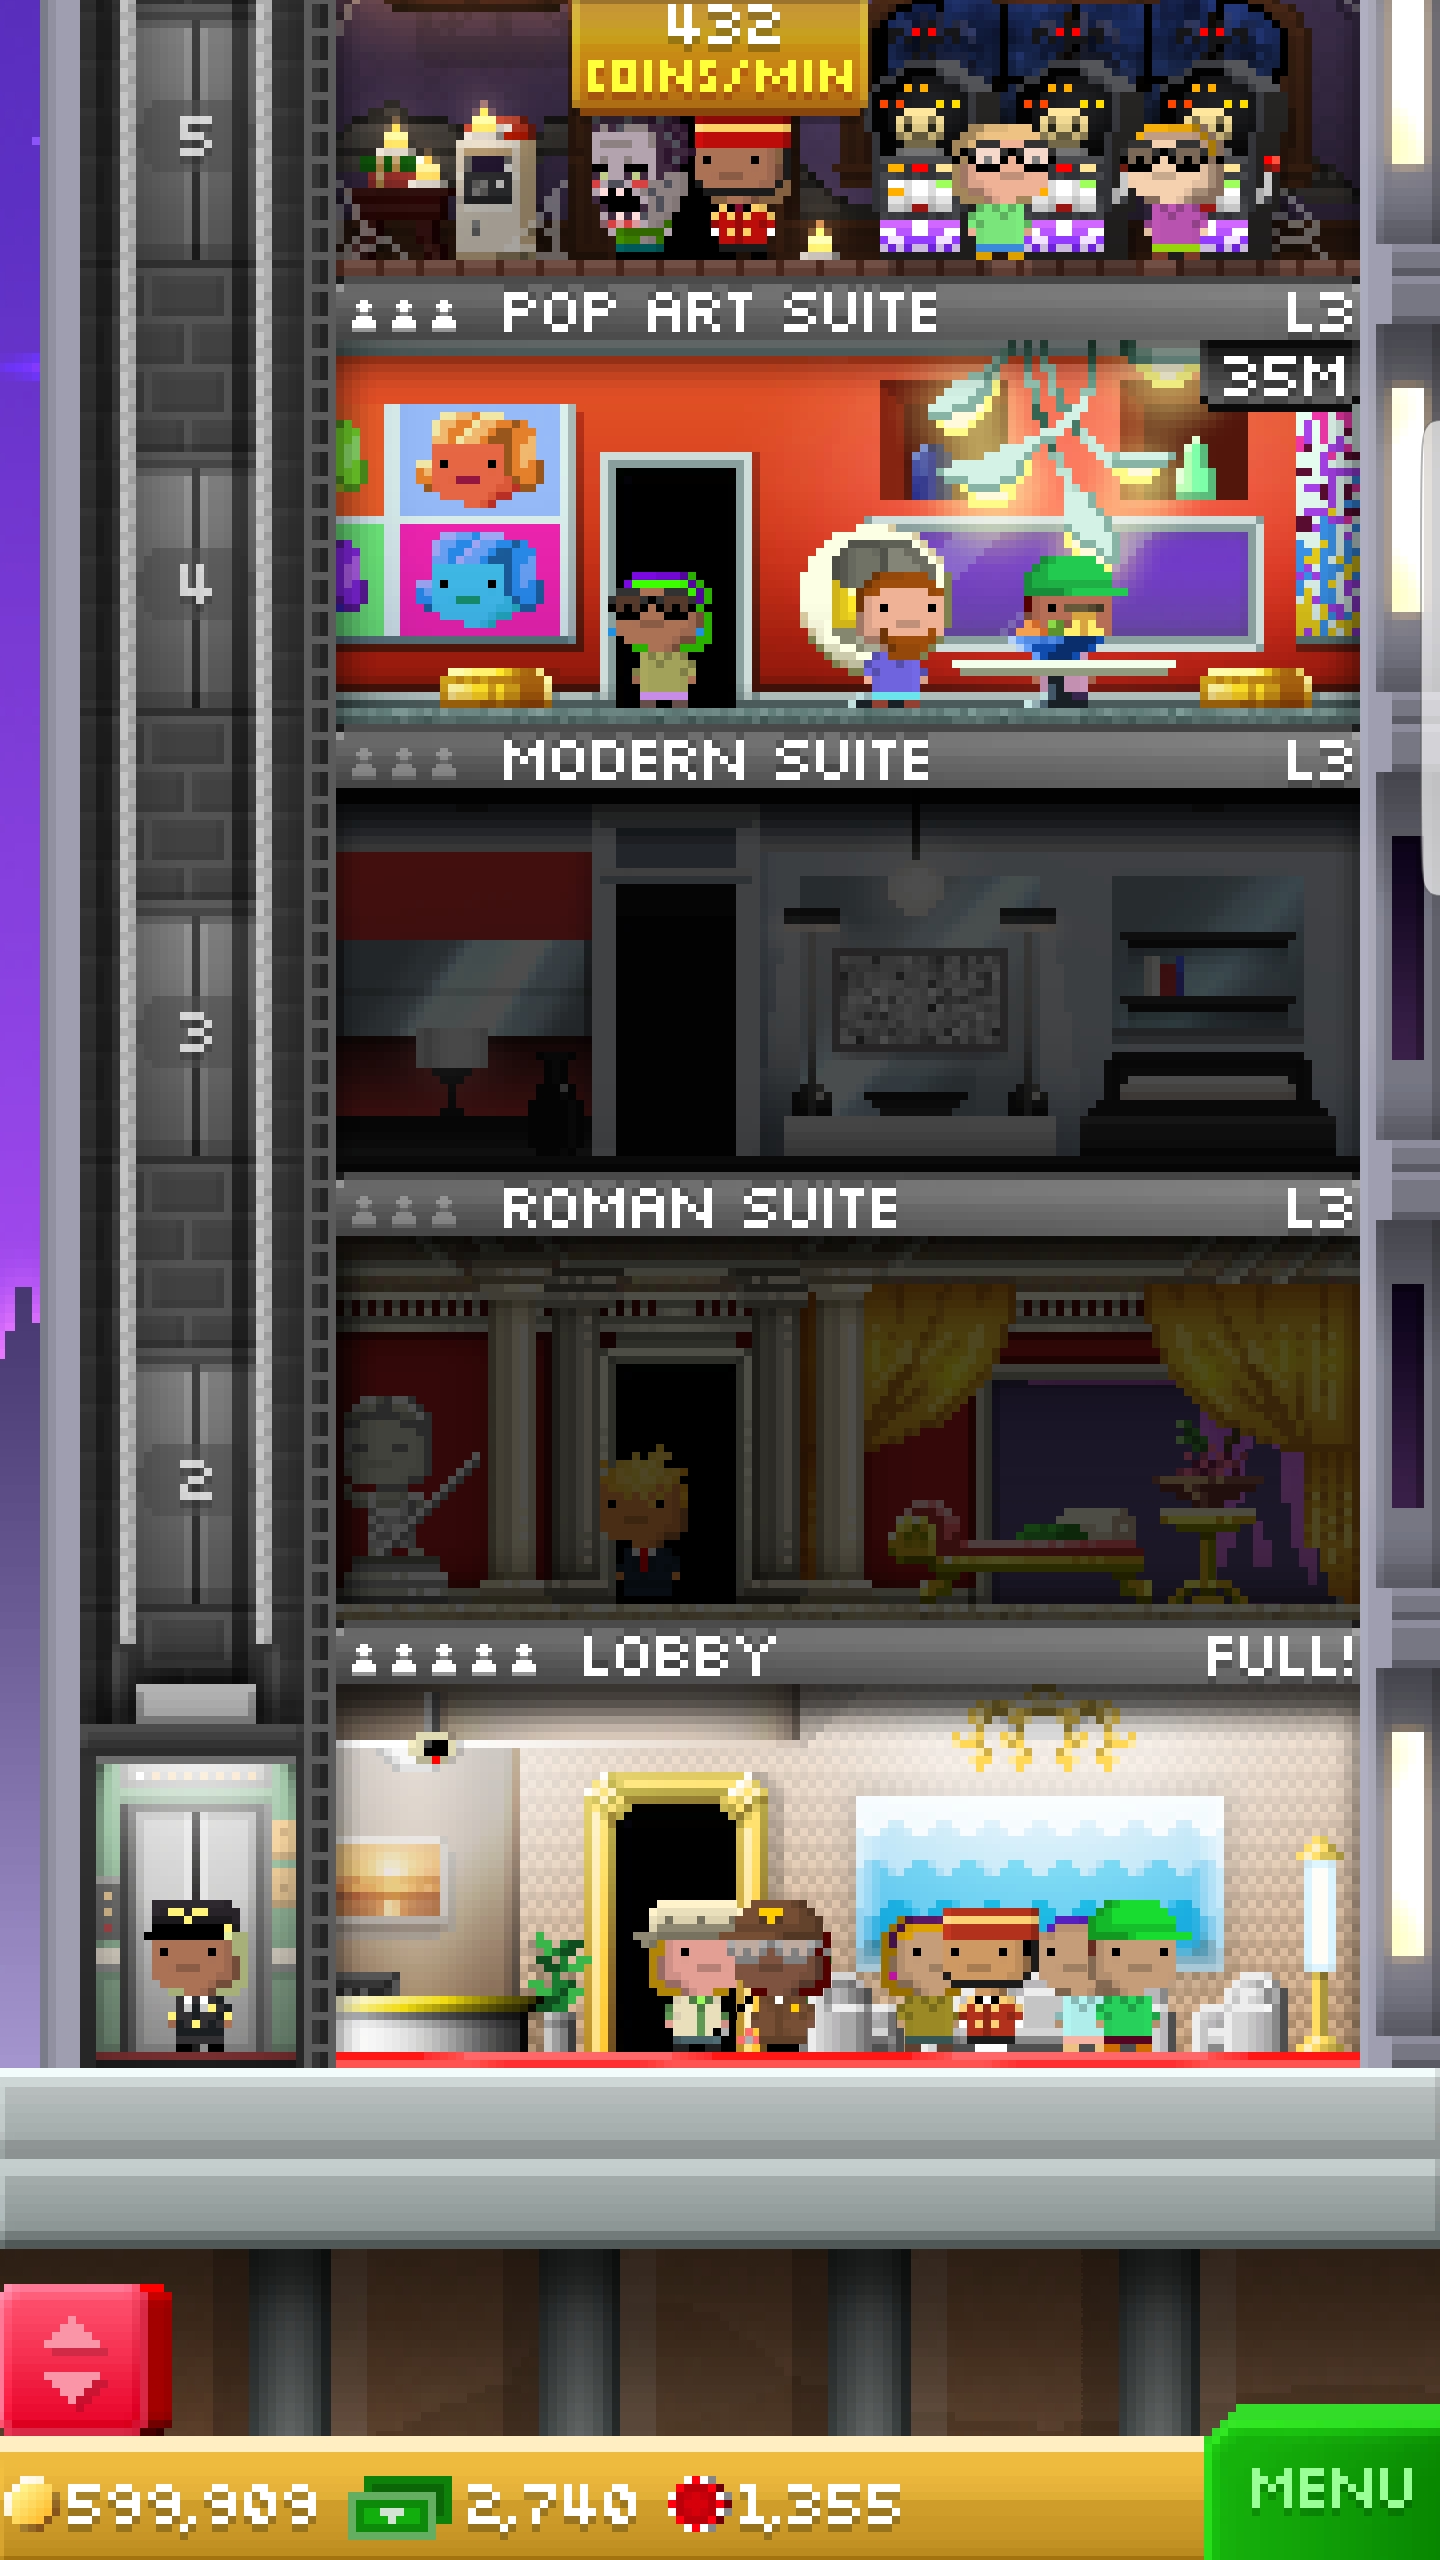 432
COINS/MIN
5
POP ART SUITE L3
35M
4
MODERN SUITE L3
3
ROMAN SUITE L3
2
LOBBY FULL!
599,909 2,740 1,355
MENU